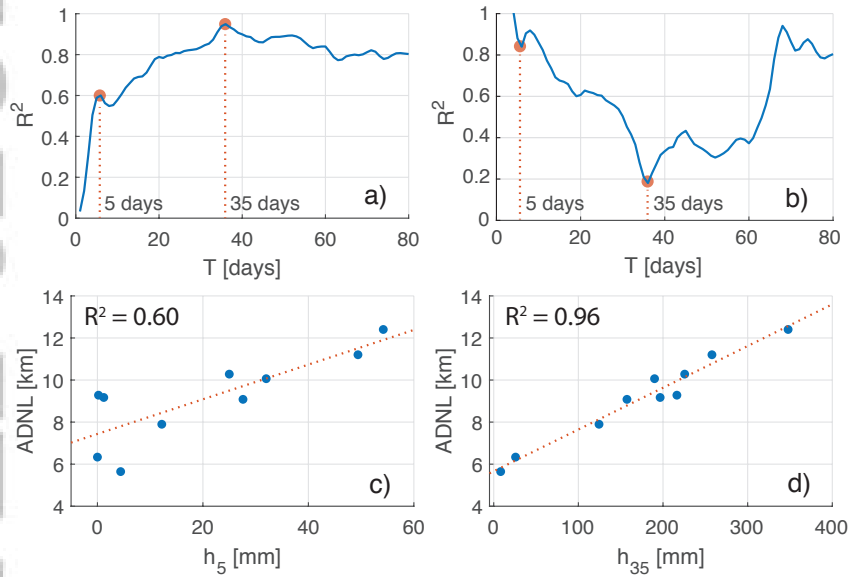 1
0.8
0.6
0.4
0.2
0
R²
5 days
35 days
a)
0 20 40 60 80
T [days]
1
0.8
0.6
0.4
0.2
0
R²
5 days
35 days
b)
0 20 40 60 80
T [days]
14
12
10
8
6
4
ADNL [km]
R² = 0.60
c)
0 20 40 60
h₅ [mm]
14
12
10
8
6
4
ADNL [km]
R² = 0.96
d)
0 100 200 300 400
h₃₅ [mm]